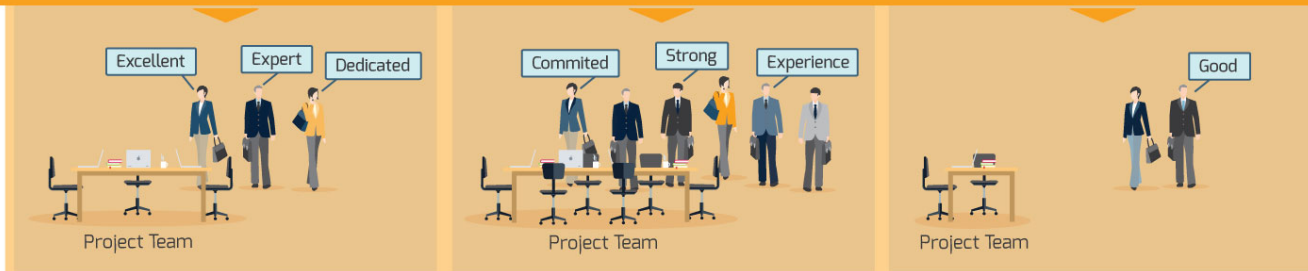 Excellent
Expert
Dedicated
Project Team
Commited
Strong
Experience
Project Team
Good
Project Team